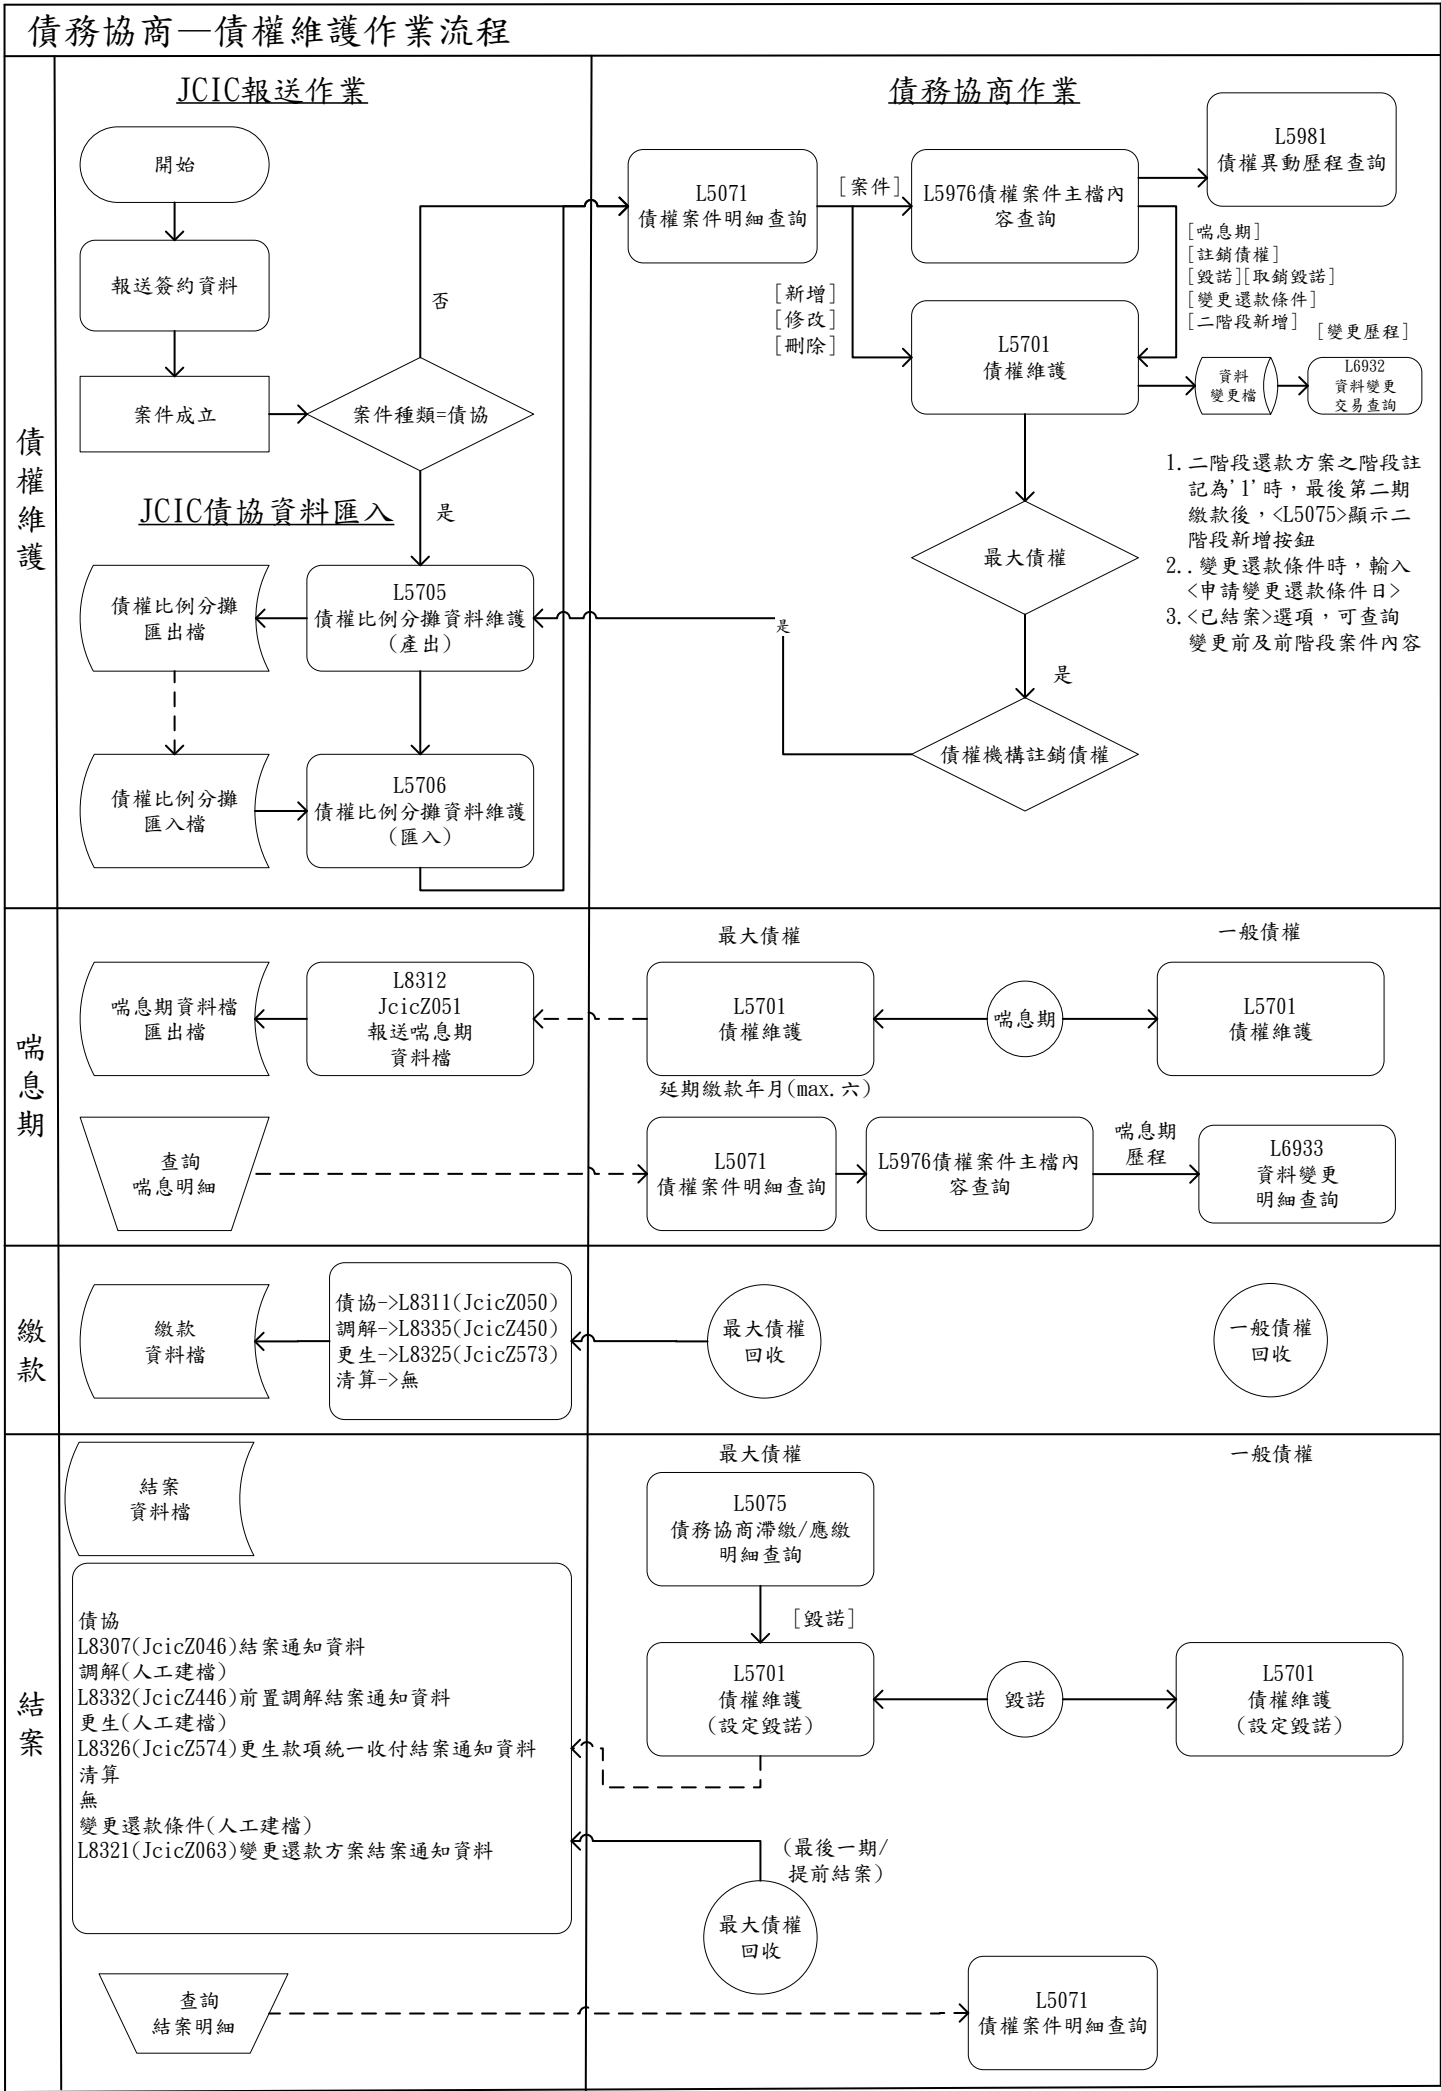 債務協商—債權維護作業流程
債權維護
JCIC報送作業
開始
報送簽約資料
案件成立
案件種類=債協
否
是
JCIC債協資料匯入
債權比例分攤
匯出檔
L5705
債權比例分攤資料維護
(產出)
債權比例分攤
匯入檔
L5706
債權比例分攤資料維護
(匯入)
債務協商作業
L5071
債權案件明細查詢
[案件]
L5976債權案件主檔內
容查詢
L5981
債權異動歷程查詢
[新增]
[修改]
[刪除]
[喘息期]
[註銷債權]
[毀諾][取銷毀諾]
[變更還款條件]
[二階段新增]
[變更歷程]
L5701
債權維護
資料
變更檔
L6932
資料變更
交易查詢
最大債權
是
債權機構註銷債權
是
1.二階段還款方案之階段註
記為'1'時，最後第二期
繳款後，<L5075>顯示二
階段新增按鈕
2..變更還款條件時，輸入
<申請變更還款條件日>
3.<已結案>選項，可查詢
變更前及前階段案件內容
喘息期
喘息期資料檔
匯出檔
L8312
JcicZ051
報送喘息期
資料檔
最大債權
L5701
債權維護
延期繳款年月(max.六)
喘息期
一般債權
L5701
債權維護
查詢
喘息明細
L5071
債權案件明細查詢
L5976債權案件主檔內
容查詢
喘息期
歷程
L6933
資料變更
明細查詢
繳款
繳款
資料檔
債協->L8311(JcicZ050)
調解->L8335(JcicZ450)
更生->L8325(JcicZ573)
清算->無
最大債權
回收
一般債權
回收
結案
結案
資料檔
債協
L8307(JcicZ046)結案通知資料
調解(人工建檔)
L8332(JcicZ446)前置調解結案通知資料
更生(人工建檔)
L8326(JcicZ574)更生款項統一收付結案通知資料
清算
無
變更還款條件(人工建檔)
L8321(JcicZ063)變更還款方案結案通知資料
最大債權
L5075
債務協商滯繳/應繳
明細查詢
[毀諾]
L5701
債權維護
(設定毀諾)
毀諾
一般債權
L5701
債權維護
(設定毀諾)
(最後一期/
提前結案)
最大債權
回收
查詢
結案明細
L5071
債權案件明細查詢